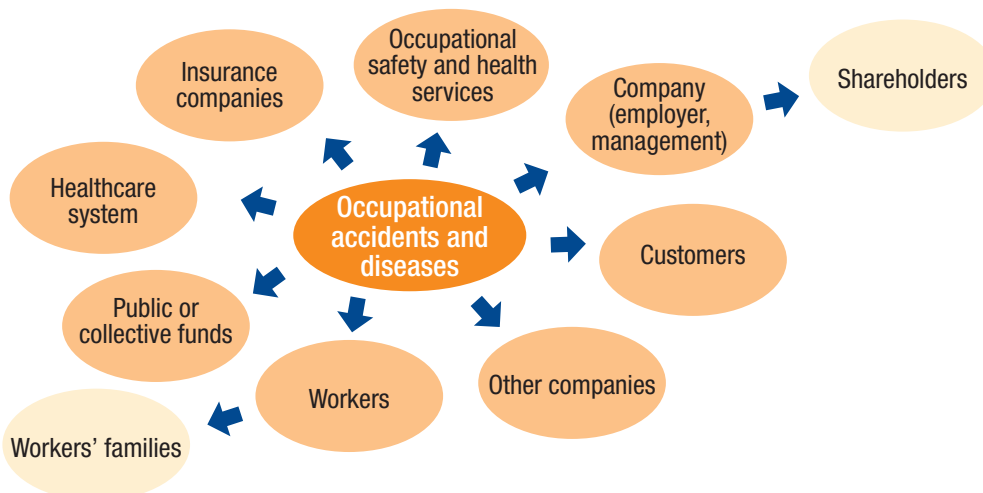 Occupational
safety and health
services
Insurance
companies
Company
(employer,
management)
Shareholders
Healthcare
system
Occupational
accidents and
diseases
Customers
Public or
collective funds
Workers
Other companies
Workers’ families